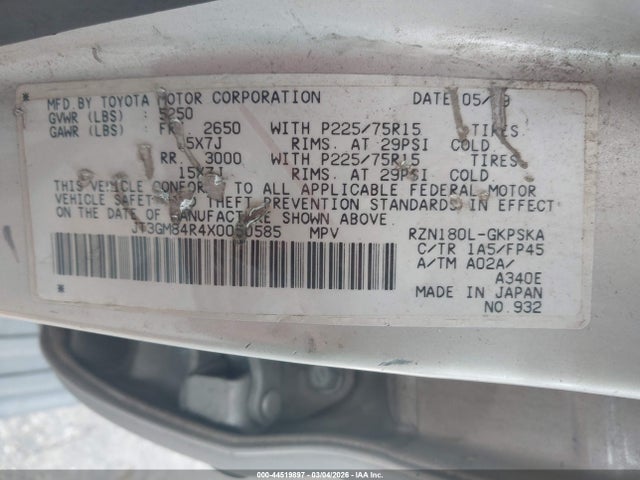 MFD. BY TOYOTA MOTOR CORPORATION DATE 05/ 9
GVWR (LBS) : 5250
GAWR (LBS) : FR 2650 WITH P225/75R15 TIRES
15X7J RIMS. AT 29PSI COLD
RR. 3000 WITH P225/75R15 TIRES
15X7J RIMS. AT 29PSI COLD
THIS VEHICLE CONFORMS TO ALL APPLICABLE FEDERAL MOTOR
VEHICLE SAFETY AND THEFT PREVENTION STANDARDS IN EFFECT
ON THE DATE OF MANUFACTURE SHOWN ABOVE
JT3GM84R4X0050585 MPV RZN180L-GKPSKA
C/TR 1A5/FP45
A/TM A02A/
A340E
MADE IN JAPAN
NO. 932
000-44519897 · 03/04/2026 · IAA Inc.